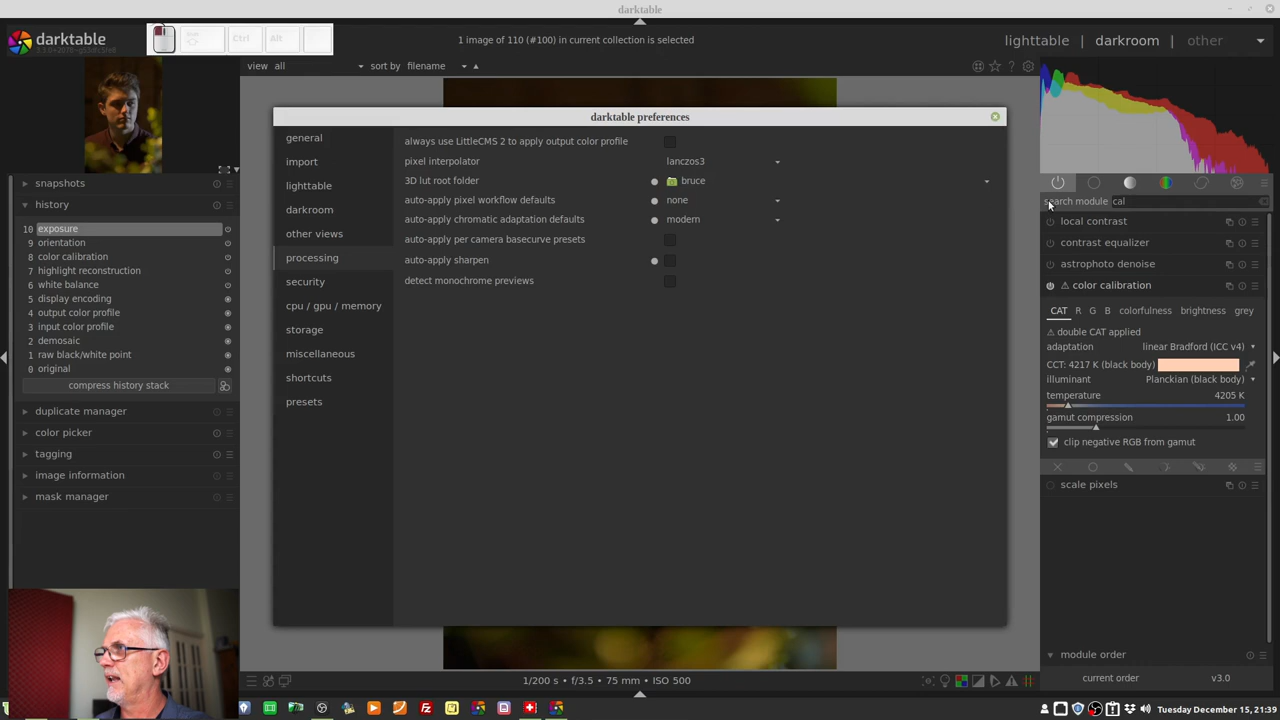 darktable
darktable
Ctrl
Alt
1 image of 110 (#100) in current collection is selected
lighttable | darkroom | other
view all
sort by filename
darktable preferences
general
import
lighttable
darkroom
other views
processing
security
cpu / gpu / memory
storage
miscellaneous
shortcuts
presets
always use LittleCMS 2 to apply output color profile
pixel interpolator lanczos3
3D lut root folder bruce
auto-apply pixel workflow defaults none
auto-apply chromatic adaptation defaults modern
auto-apply per camera basecurve presets
auto-apply sharpen
detect monochrome previews
snapshots
history
10 exposure
9 orientation
8 color calibration
7 highlight reconstruction
6 white balance
5 display encoding
4 output color profile
3 input color profile
2 demosaic
1 raw black/white point
0 original
compress history stack
duplicate manager
color picker
tagging
image information
mask manager
search module cal
local contrast
contrast equalizer
astrophoto denoise
color calibration
CAT R G B colorfulness brightness grey
double CAT applied
adaptation linear Bradford (ICC v4)
CCT: 4217 K (black body)
illuminant Planckian (black body)
temperature 4205 K
gamut compression 1.00
clip negative RGB from gamut
scale pixels
module order
current order v3.0
1/200 s • f/3.5 • 75 mm • ISO 500
Tuesday December 15, 21:39